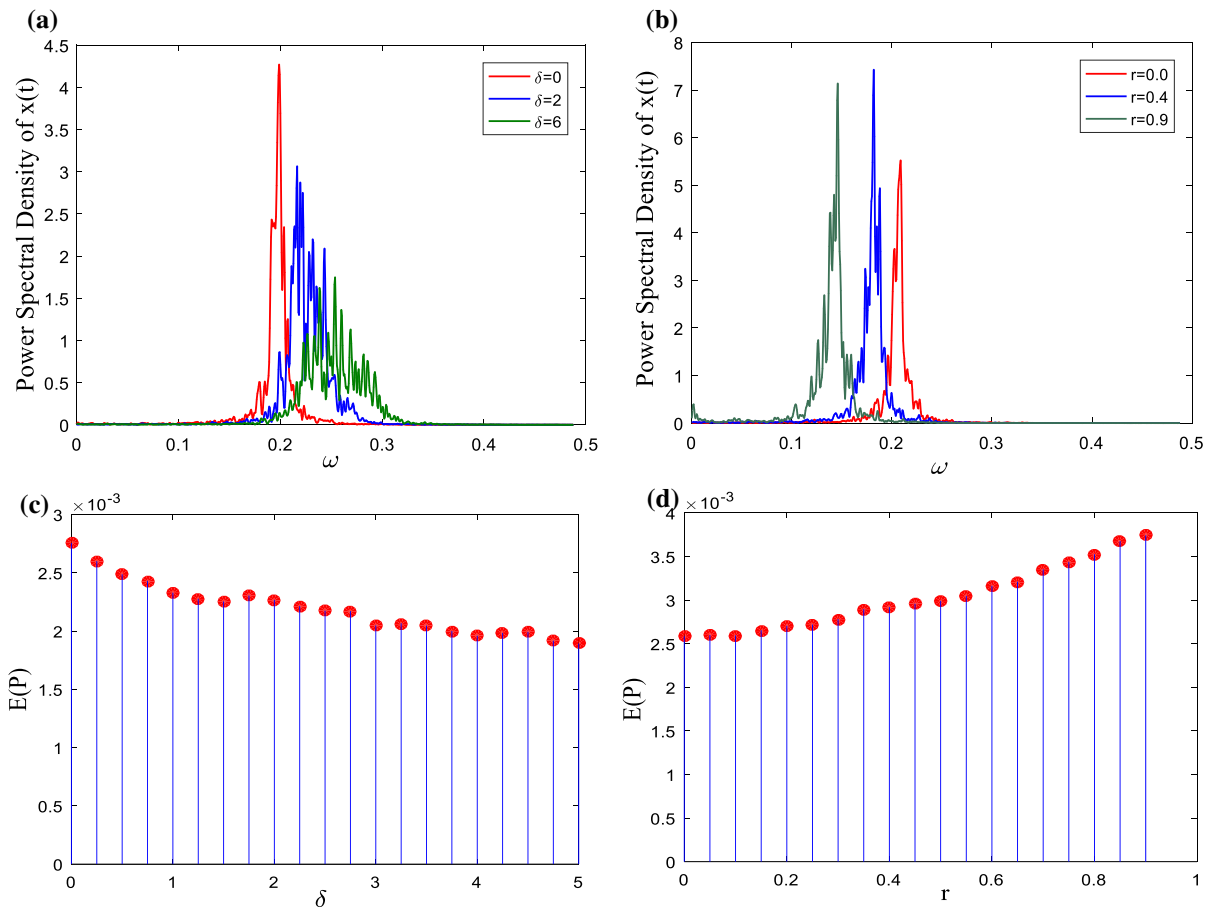 (a)
Power Spectral Density of x(t)
4.5
4
3.5
3
2.5
2
1.5
1
0.5
0
0 0.1 0.2 0.3 0.4 0.5
ω
δ=0
δ=2
δ=6
(b)
Power Spectral Density of x(t)
8
7
6
5
4
3
2
1
0
0 0.1 0.2 0.3 0.4 0.5
ω
r=0.0
r=0.4
r=0.9
(c)
×10⁻³
E(P)
3
2.5
2
1.5
1
0.5
0
0 1 2 3 4 5
δ
(d)
×10⁻³
E(P)
4
3.5
3
2.5
2
1.5
1
0.5
0
0 0.2 0.4 0.6 0.8 1
r